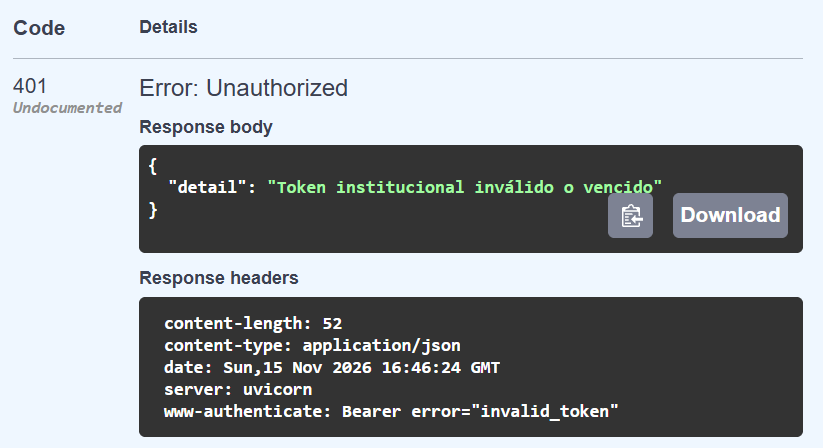 Code Details
401 Error: Unauthorized
Undocumented
Response body
{
  "detail": "Token institucional inválido o vencido"
}
Download
Response headers
content-length: 52
content-type: application/json
date: Sun,15 Nov 2026 16:46:24 GMT
server: uvicorn
www-authenticate: Bearer error="invalid_token"